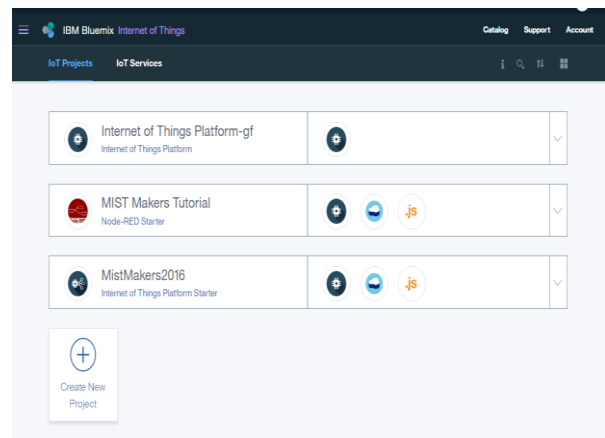 IBM Bluemix Internet of Things
Catalog Support Account
IoT Projects IoT Services
Internet of Things Platform-gf
Internet of Things Platform
MIST Makers Tutorial
Node-RED Starter
.js
MistMakers2016
Internet of Things Platform Starter
.js
Create New
Project